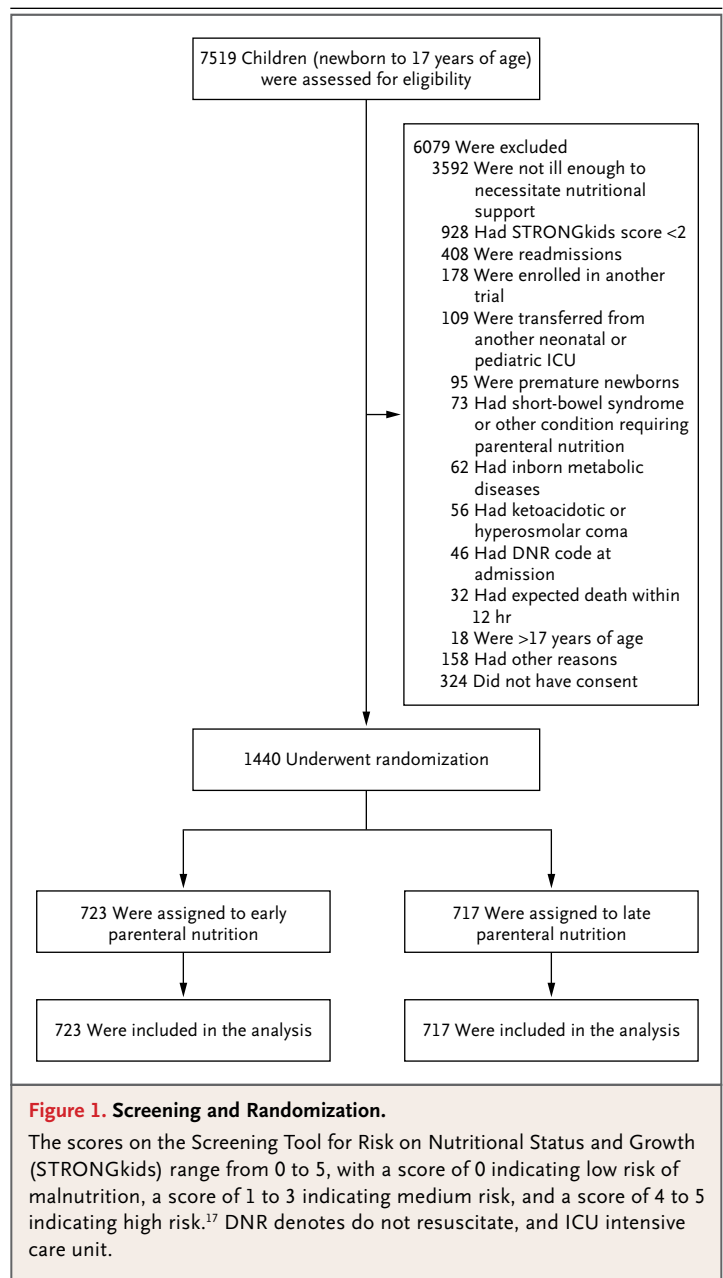 7519 Children (newborn to 17 years of age)
were assessed for eligibility
6079 Were excluded
3592 Were not ill enough to
necessitate nutritional
support
928 Had STRONGkids score <2
408 Were readmissions
178 Were enrolled in another
trial
109 Were transferred from
another neonatal or
pediatric ICU
95 Were premature newborns
73 Had short-bowel syndrome
or other condition requiring
parenteral nutrition
62 Had inborn metabolic
diseases
56 Had ketoacidotic or
hyperosmolar coma
46 Had DNR code at
admission
32 Had expected death within
12 hr
18 Were >17 years of age
158 Had other reasons
324 Did not have consent
1440 Underwent randomization
723 Were assigned to early
parenteral nutrition
717 Were assigned to late
parenteral nutrition
723 Were included in the analysis
717 Were included in the analysis
Figure 1. Screening and Randomization.
The scores on the Screening Tool for Risk on Nutritional Status and Growth
(STRONGkids) range from 0 to 5, with a score of 0 indicating low risk of
malnutrition, a score of 1 to 3 indicating medium risk, and a score of 4 to 5
indicating high risk.17 DNR denotes do not resuscitate, and ICU intensive
care unit.